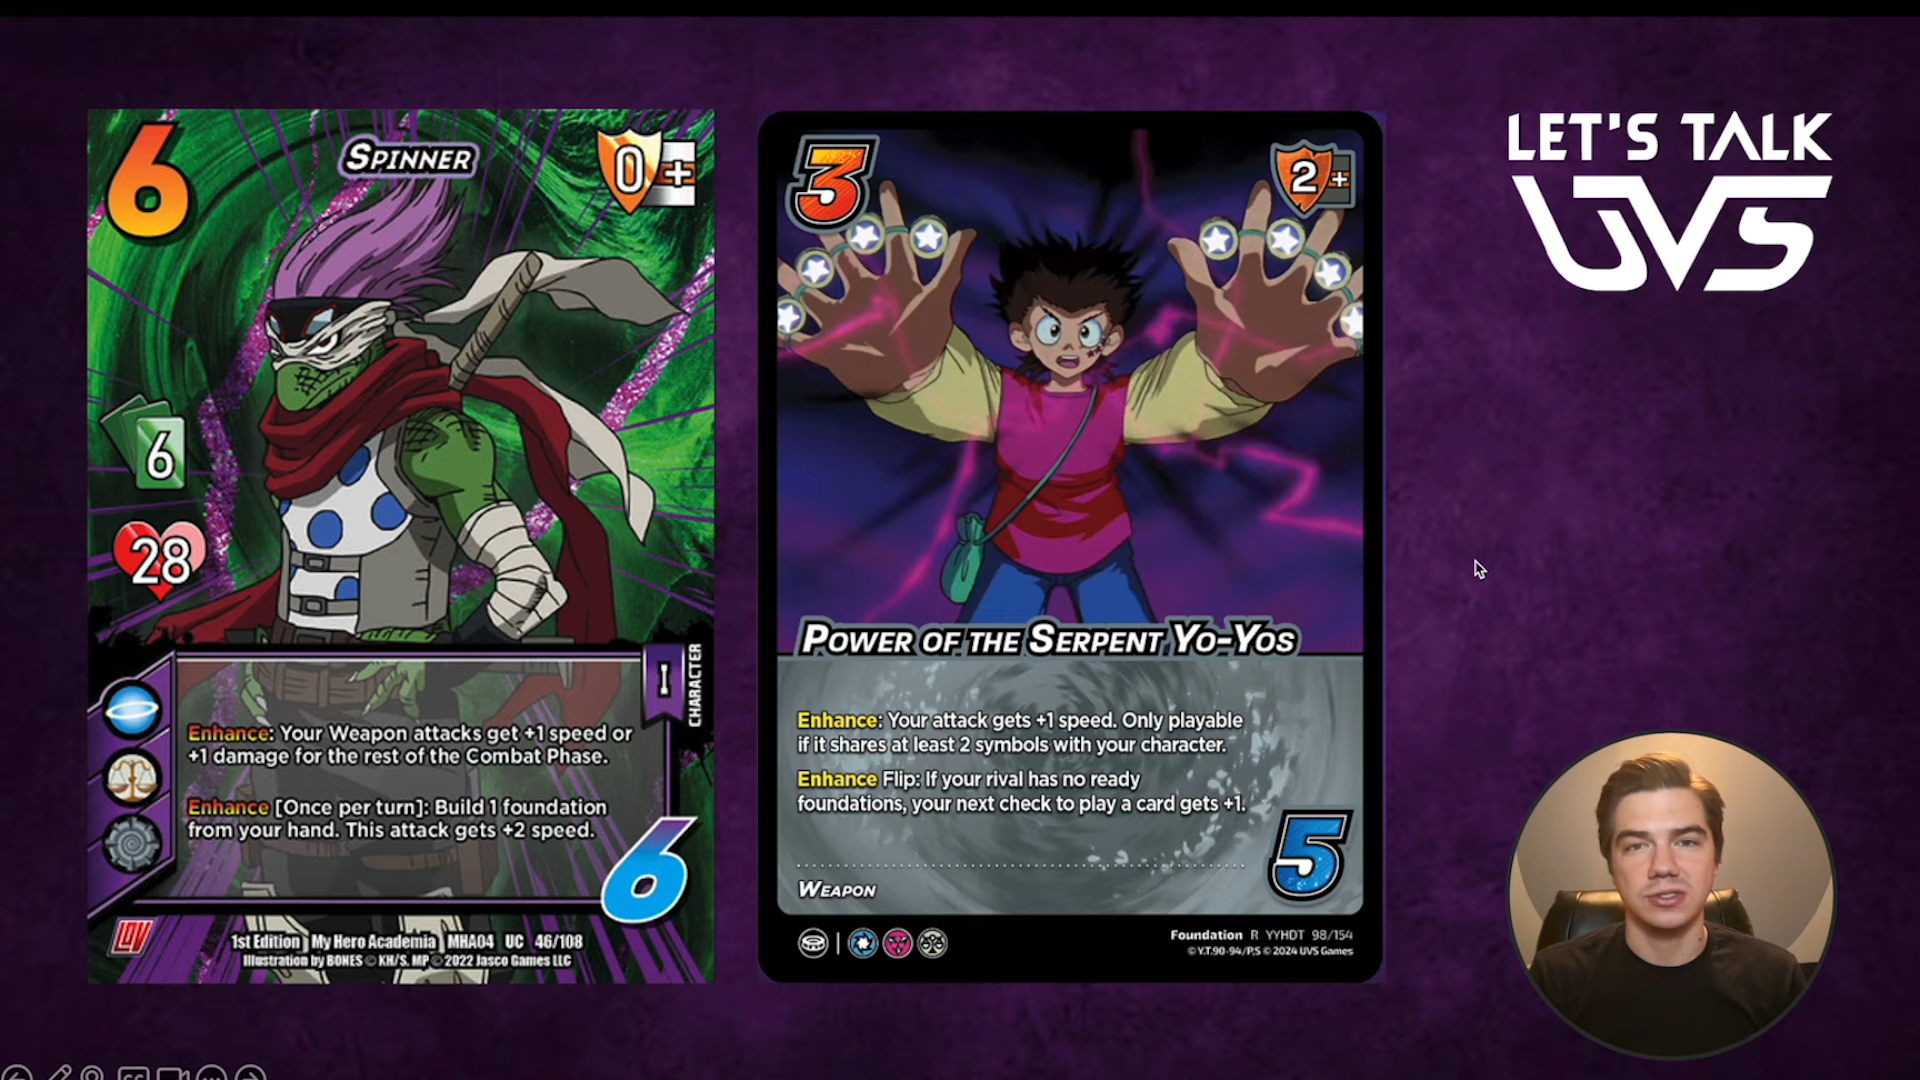 6
SPINNER
0 +
6
28
I
CHARACTER
Enhance: Your Weapon attacks get +1 speed or
+1 damage for the rest of the Combat Phase.
Enhance [Once per turn]: Build 1 foundation
from your hand. This attack gets +2 speed.
6
LOV
1st Edition | My Hero Academia | MHA04 UC 46/108
Illustration by BONES © KH/S. MP © 2022 Jasco Games LLC
3
2 +
POWER OF THE SERPENT YO-YOS
Enhance: Your attack gets +1 speed. Only playable
if it shares at least 2 symbols with your character.
Enhance Flip: If your rival has no ready
foundations, your next check to play a card gets +1.
5
WEAPON
Foundation R YYHDT 98/154
© Y.T.90-94/P,S © 2024 UVS Games
LET'S TALK
UVS